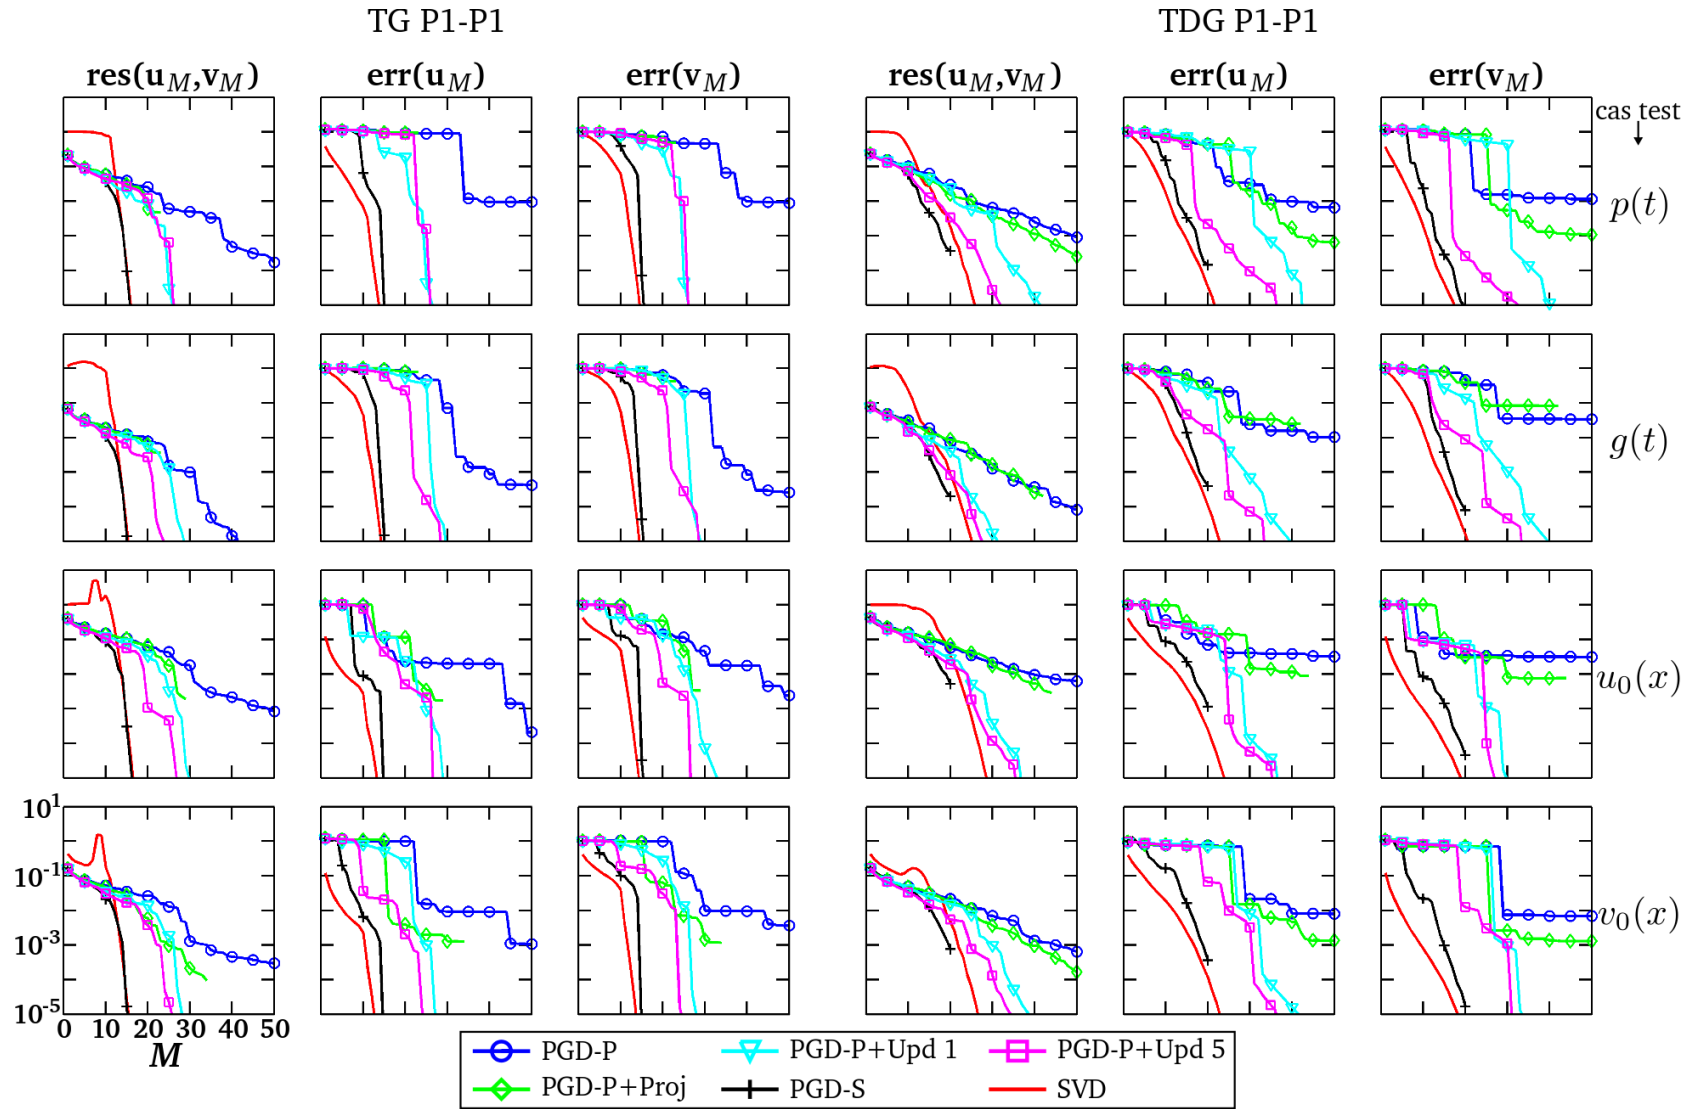 TG P1-P1 TDG P1-P1
res(u_M,v_M) err(u_M) err(v_M) res(u_M,v_M) err(u_M) err(v_M)
cas test
↓
p(t)
g(t)
u_0(x)
v_0(x)
10^1
10^-1
10^-3
10^-5
0 10 20 30 40 50
M
PGD-P PGD-P+Upd 1 PGD-P+Upd 5
PGD-P+Proj PGD-S SVD